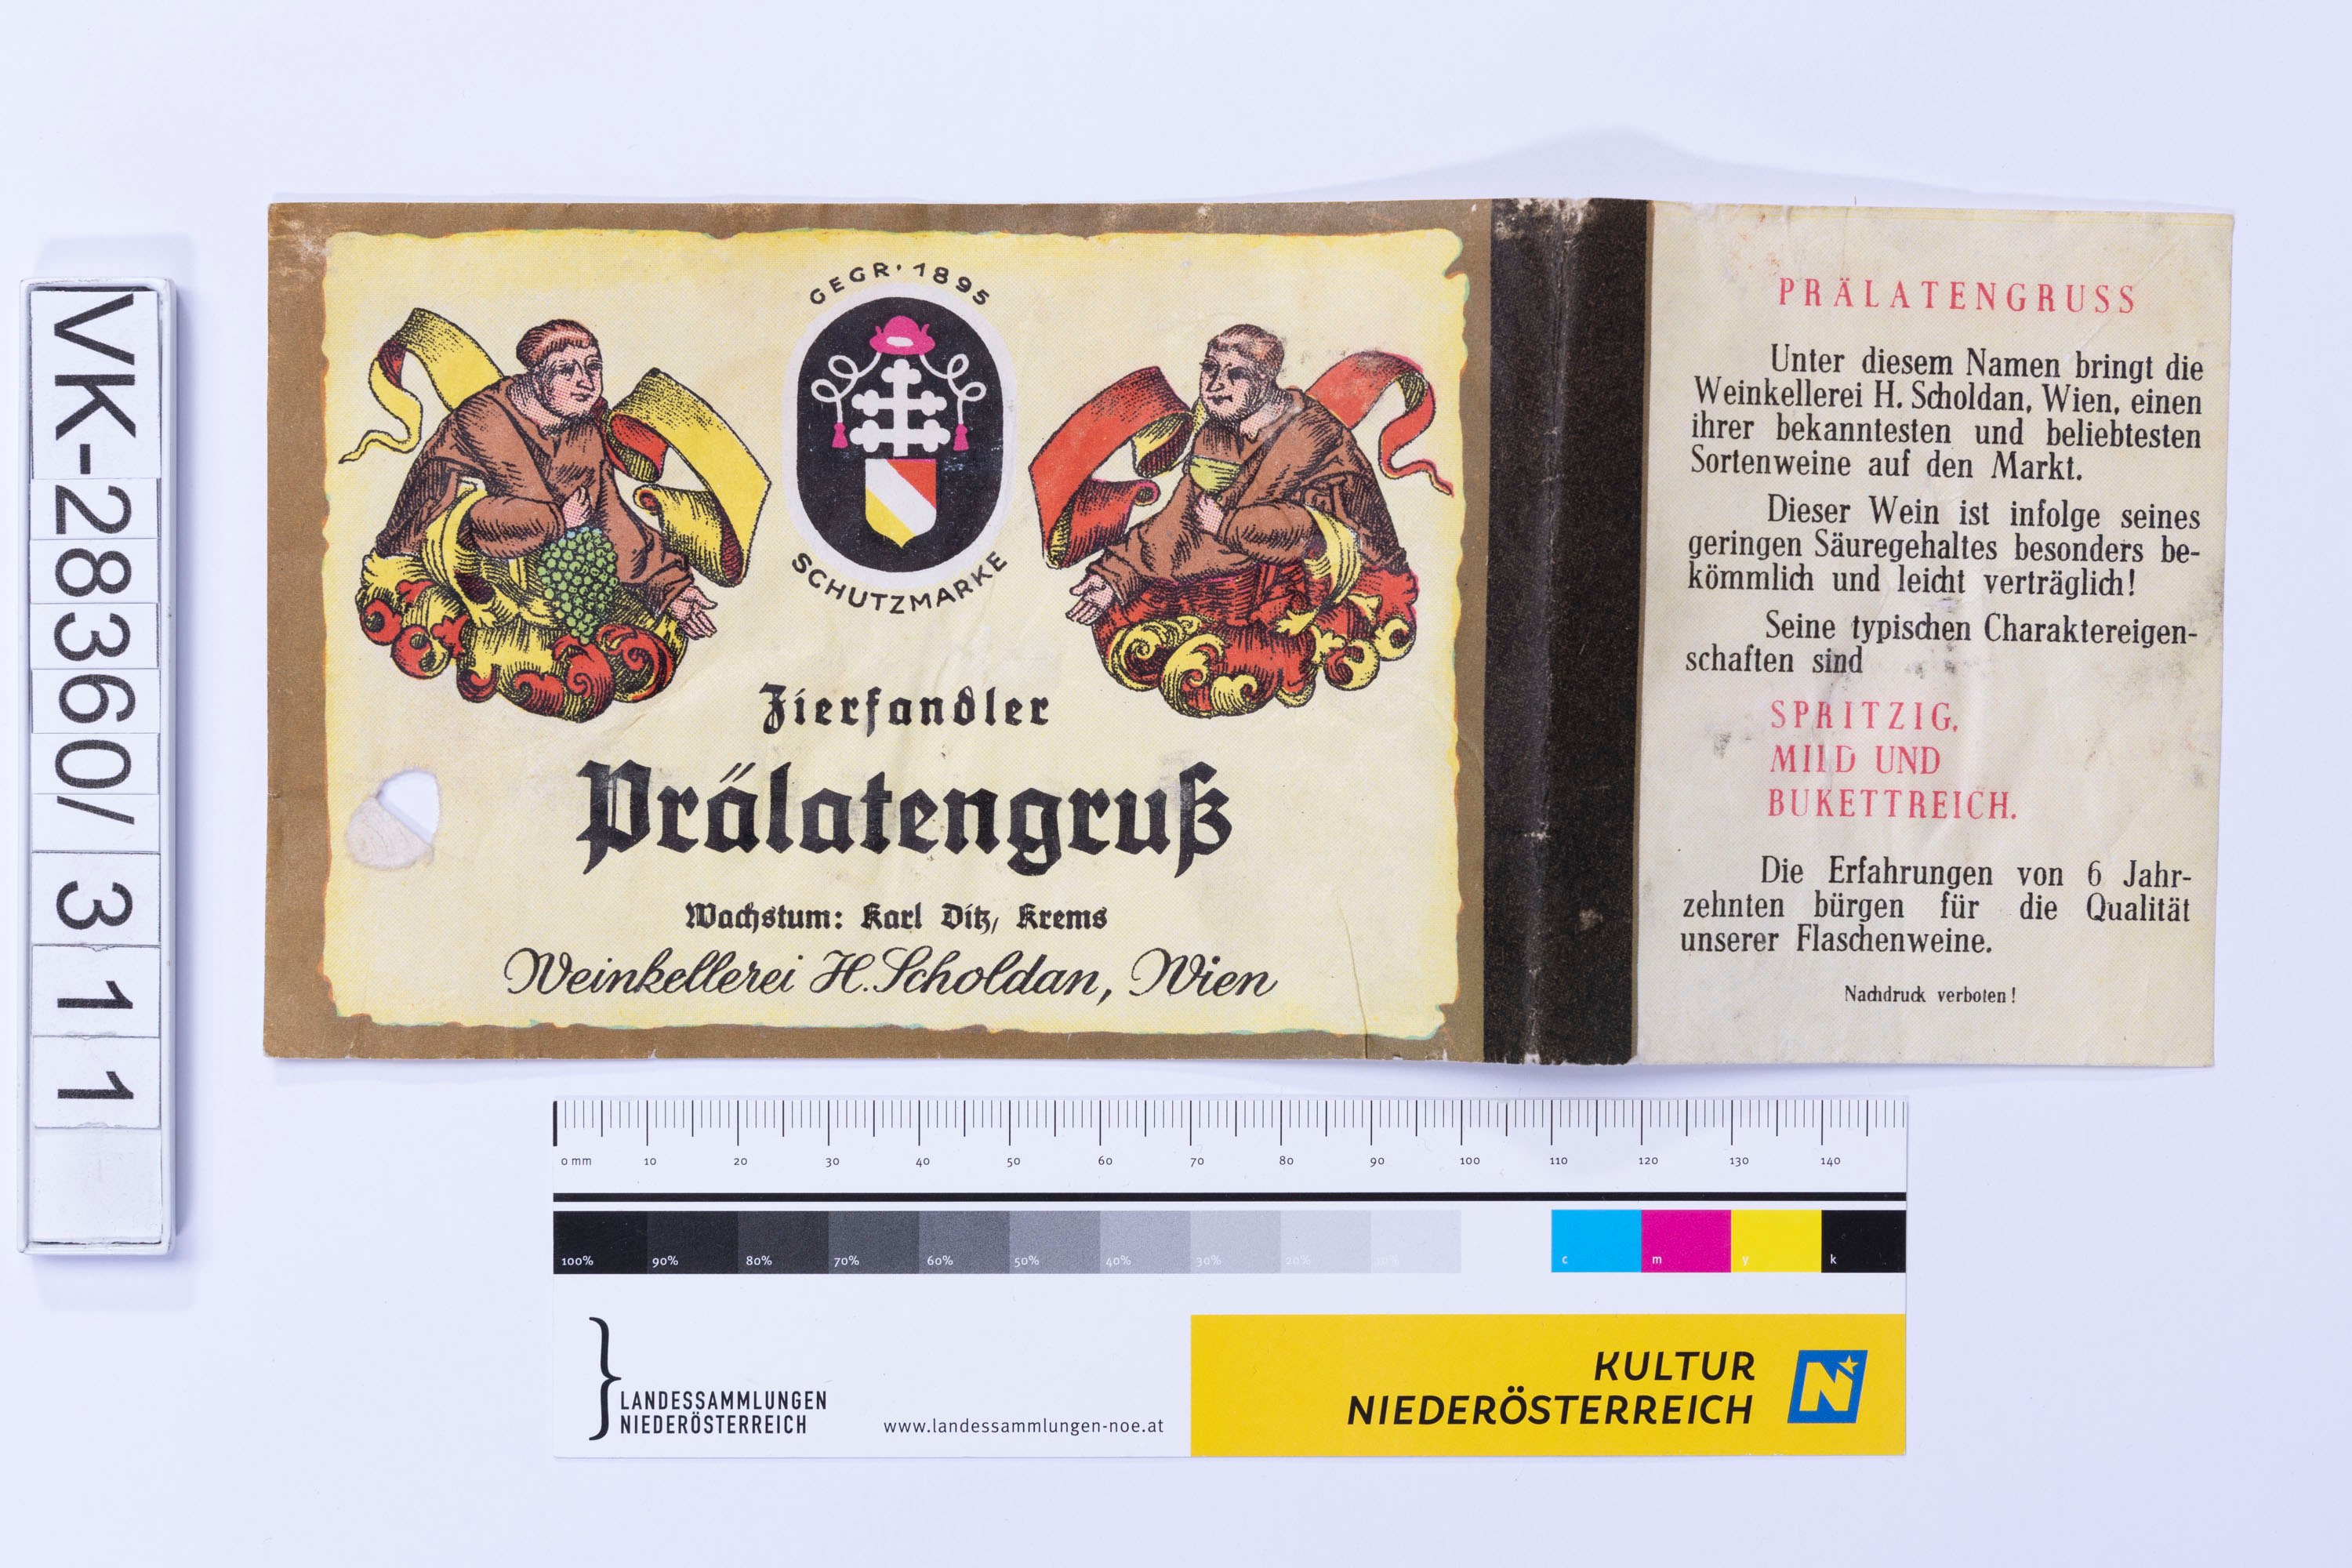 VK-28360/ 311
GEGR. 1895
SCHUTZMARKE
Zierfandler
Prälatengruß
Wachstum: Karl Ditz, Krems
Weinkellerei H. Scholdan, Wien
PRÄLATENGRUSS
Unter diesem Namen bringt die
Weinkellerei H. Scholdan, Wien, einen
ihrer bekanntesten und beliebtesten
Sortenweine auf den Markt.
Dieser Wein ist infolge seines
geringen Säuregehaltes besonders be-
kömmlich und leicht verträglich!
Seine typischen Charaktereigen-
schaften sind
SPRITZIG,
MILD UND
BUKETTREICH.
Die Erfahrungen von 6 Jahr-
zehnten bürgen für die Qualität
unserer Flaschenweine.
Nachdruck verboten!
0 mm 10 20 30 40 50 60 70 80 90 100 110 120 130 140
100% 90% 80% 70% 60% 50% 40% 30% 20% 10% c m y k
LANDESSAMMLUNGEN
NIEDERÖSTERREICH
www.landessammlungen-noe.at
KULTUR
NIEDERÖSTERREICH
N